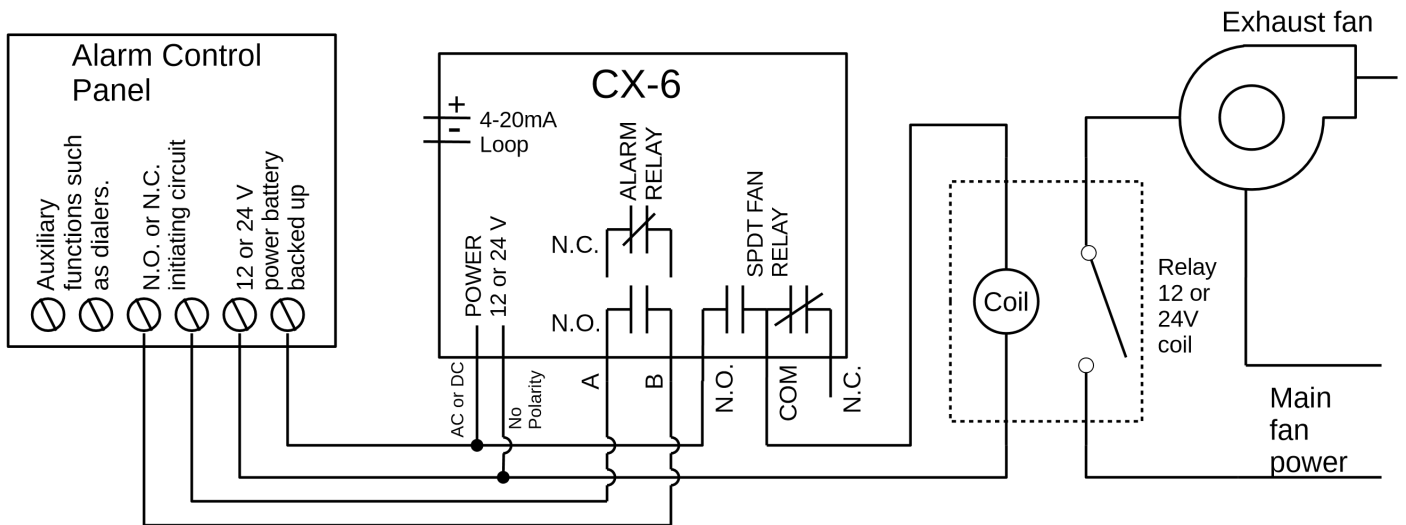 Exhaust fan
Alarm Control
Panel
CX-6
+
-
4-20mA
Loop
Auxiliary
functions such
as dialers.
N.O. or N.C.
initiating circuit
12 or 24 V
power battery
backed up
ALARM
RELAY
N.C.
N.O.
POWER
12 or 24 V
SPDT FAN
RELAY
Coil
Relay
12 or
24V
coil
AC or DC
No
Polarity
A
B
N.O.
COM
N.C.
Main
fan
power